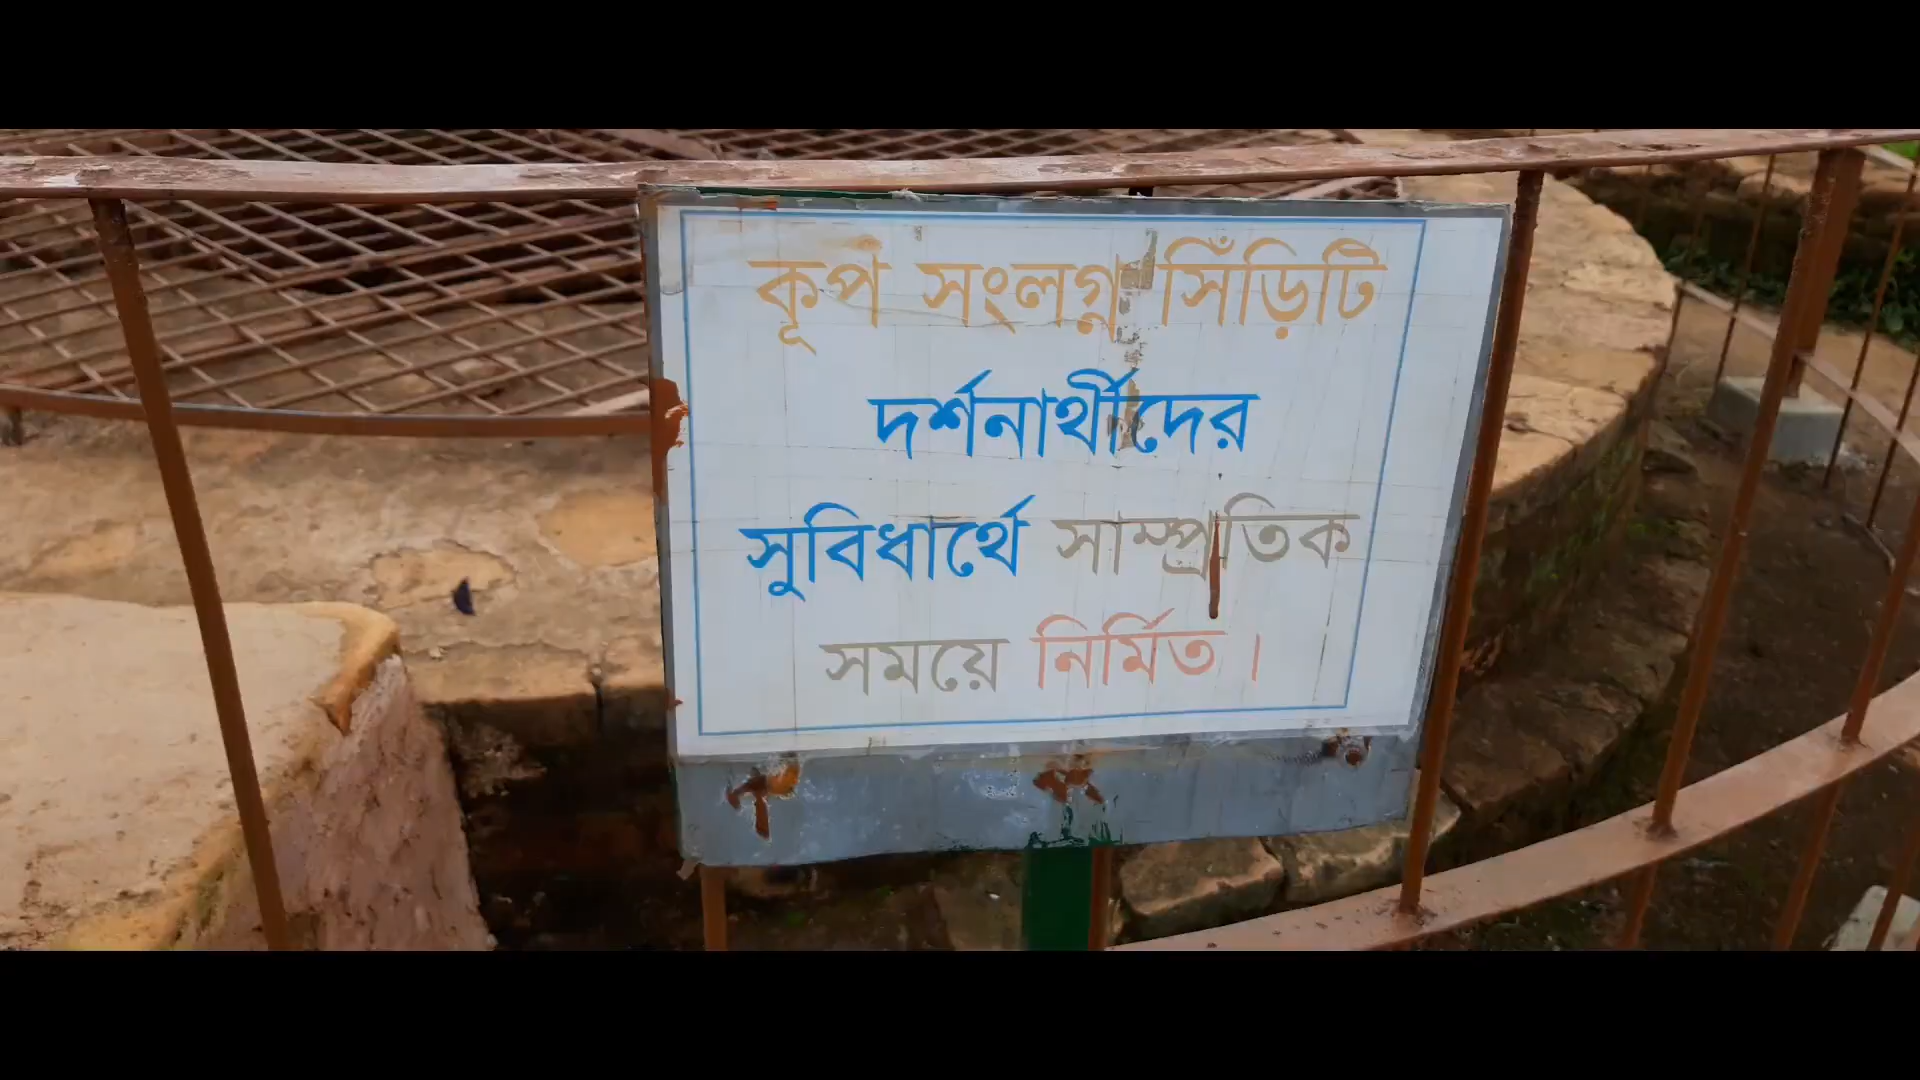 কূপ সংলগ্ন সিঁড়িটি
দর্শনার্থীদের
সুবিধার্থে সাম্প্রতিক
সময়ে নির্মিত।